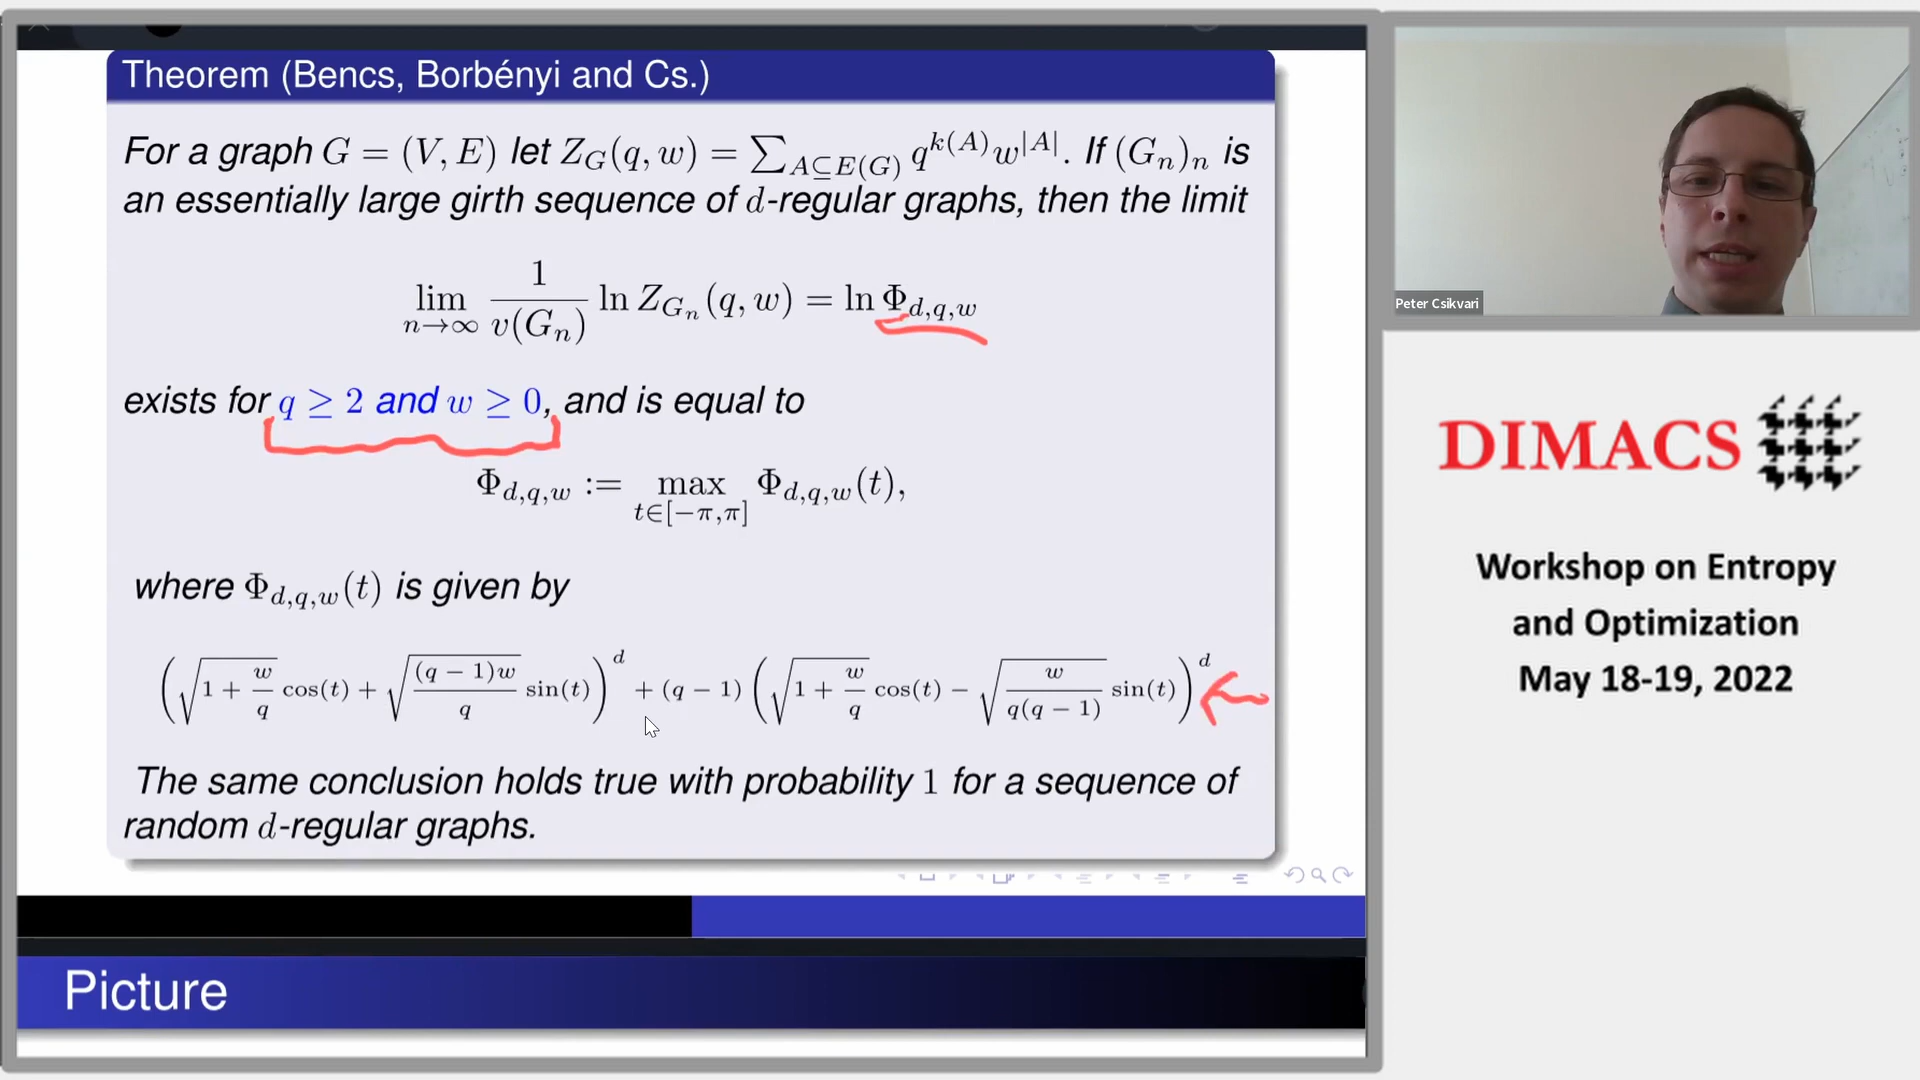 Theorem (Bencs, Borbényi and Cs.)
For a graph G = (V, E) let Z_G(q, w) = ∑_{A⊆E(G)} q^{k(A)} w^{|A|}. If (G_n)_n is
an essentially large girth sequence of d-regular graphs, then the limit
lim_{n→∞} 1/v(G_n) ln Z_{G_n}(q, w) = ln Φ_{d,q,w}
exists for q ≥ 2 and w ≥ 0, and is equal to
Φ_{d,q,w} := max_{t∈[−π,π]} Φ_{d,q,w}(t),
where Φ_{d,q,w}(t) is given by
(√(1 + w/q) cos(t) + √((q − 1)w/q) sin(t))^d + (q − 1) (√(1 + w/q) cos(t) − √(w/(q(q − 1))) sin(t))^d
The same conclusion holds true with probability 1 for a sequence of
random d-regular graphs.
Picture
Peter Csikvari
DIMACS
Workshop on Entropy
and Optimization
May 18-19, 2022